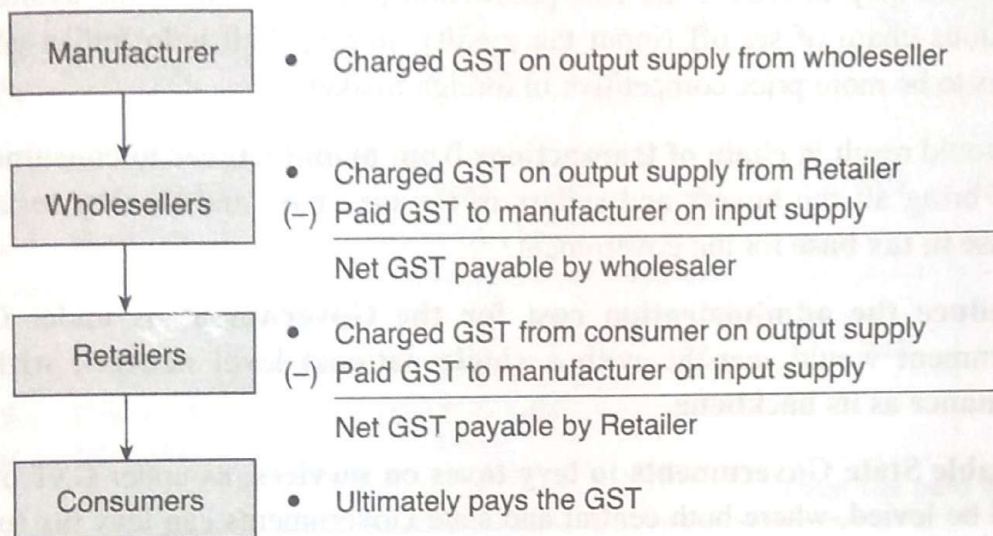 Manufacturer
• Charged GST on output supply from wholeseller
Wholesellers
• Charged GST on output supply from Retailer
(–) Paid GST to manufacturer on input supply
Net GST payable by wholesaler
Retailers
• Charged GST from consumer on output supply
(–) Paid GST to manufacturer on input supply
Net GST payable by Retailer
Consumers
• Ultimately pays the GST